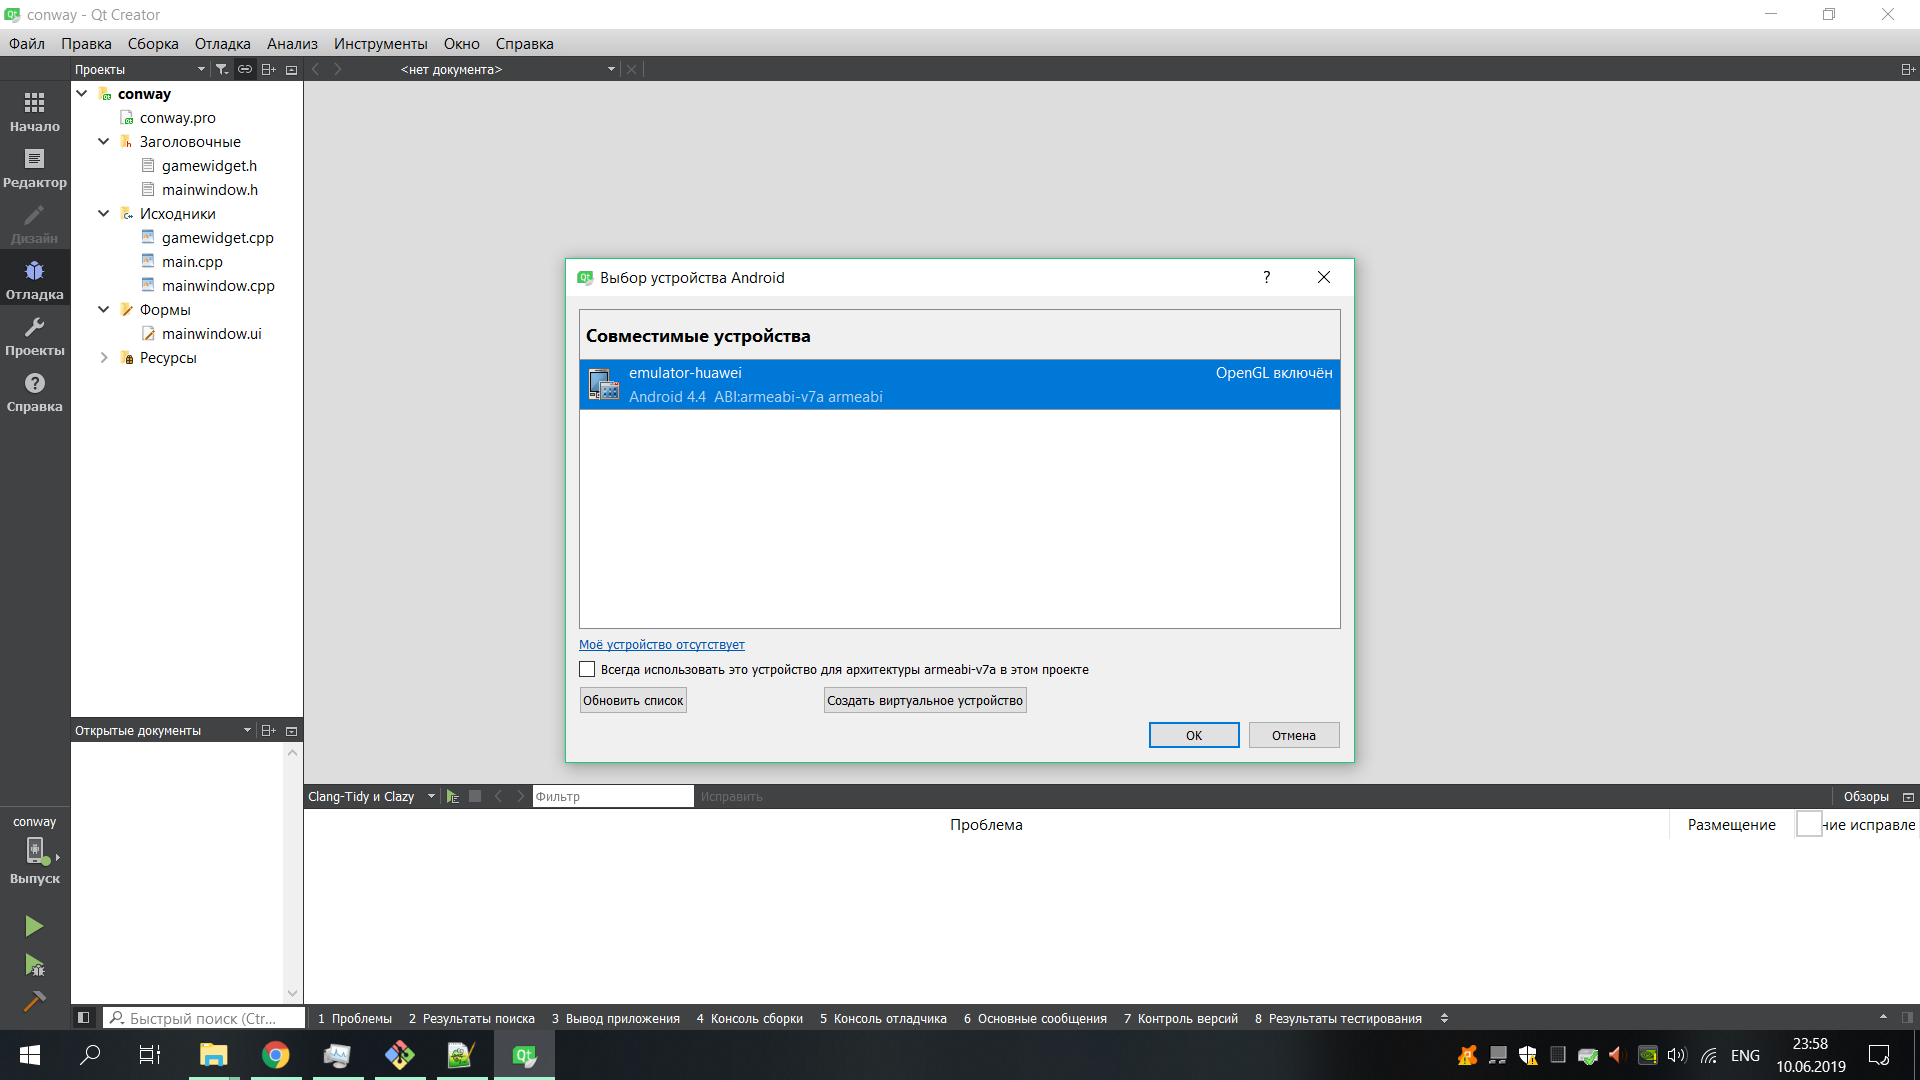 conway - Qt Creator
Файл Правка Сборка Отладка Анализ Инструменты Окно Справка
Проекты
<нет документа>
Начало
Редактор
Дизайн
Отладка
Проекты
Справка
conway
conway.pro
Заголовочные
gamewidget.h
mainwindow.h
Исходники
gamewidget.cpp
main.cpp
mainwindow.cpp
Формы
mainwindow.ui
Ресурсы
Выбор устройства Android
?
Совместимые устройства
emulator-huawei OpenGL включён
Android 4.4 ABI:armeabi-v7a armeabi
Моё устройство отсутствует
Всегда использовать это устройство для архитектуры armeabi-v7a в этом проекте
Обновить список Создать виртуальное устройство
OK Отмена
Открытые документы
Clang-Tidy и Clazy Фильтр Исправить Обзоры
Проблема Размещение ние исправле
conway
Выпуск
Быстрый поиск (Ctr...
1 Проблемы 2 Результаты поиска 3 Вывод приложения 4 Консоль сборки 5 Консоль отладчика 6 Основные сообщения 7 Контроль версий 8 Результаты тестирования
ENG
23:58
10.06.2019